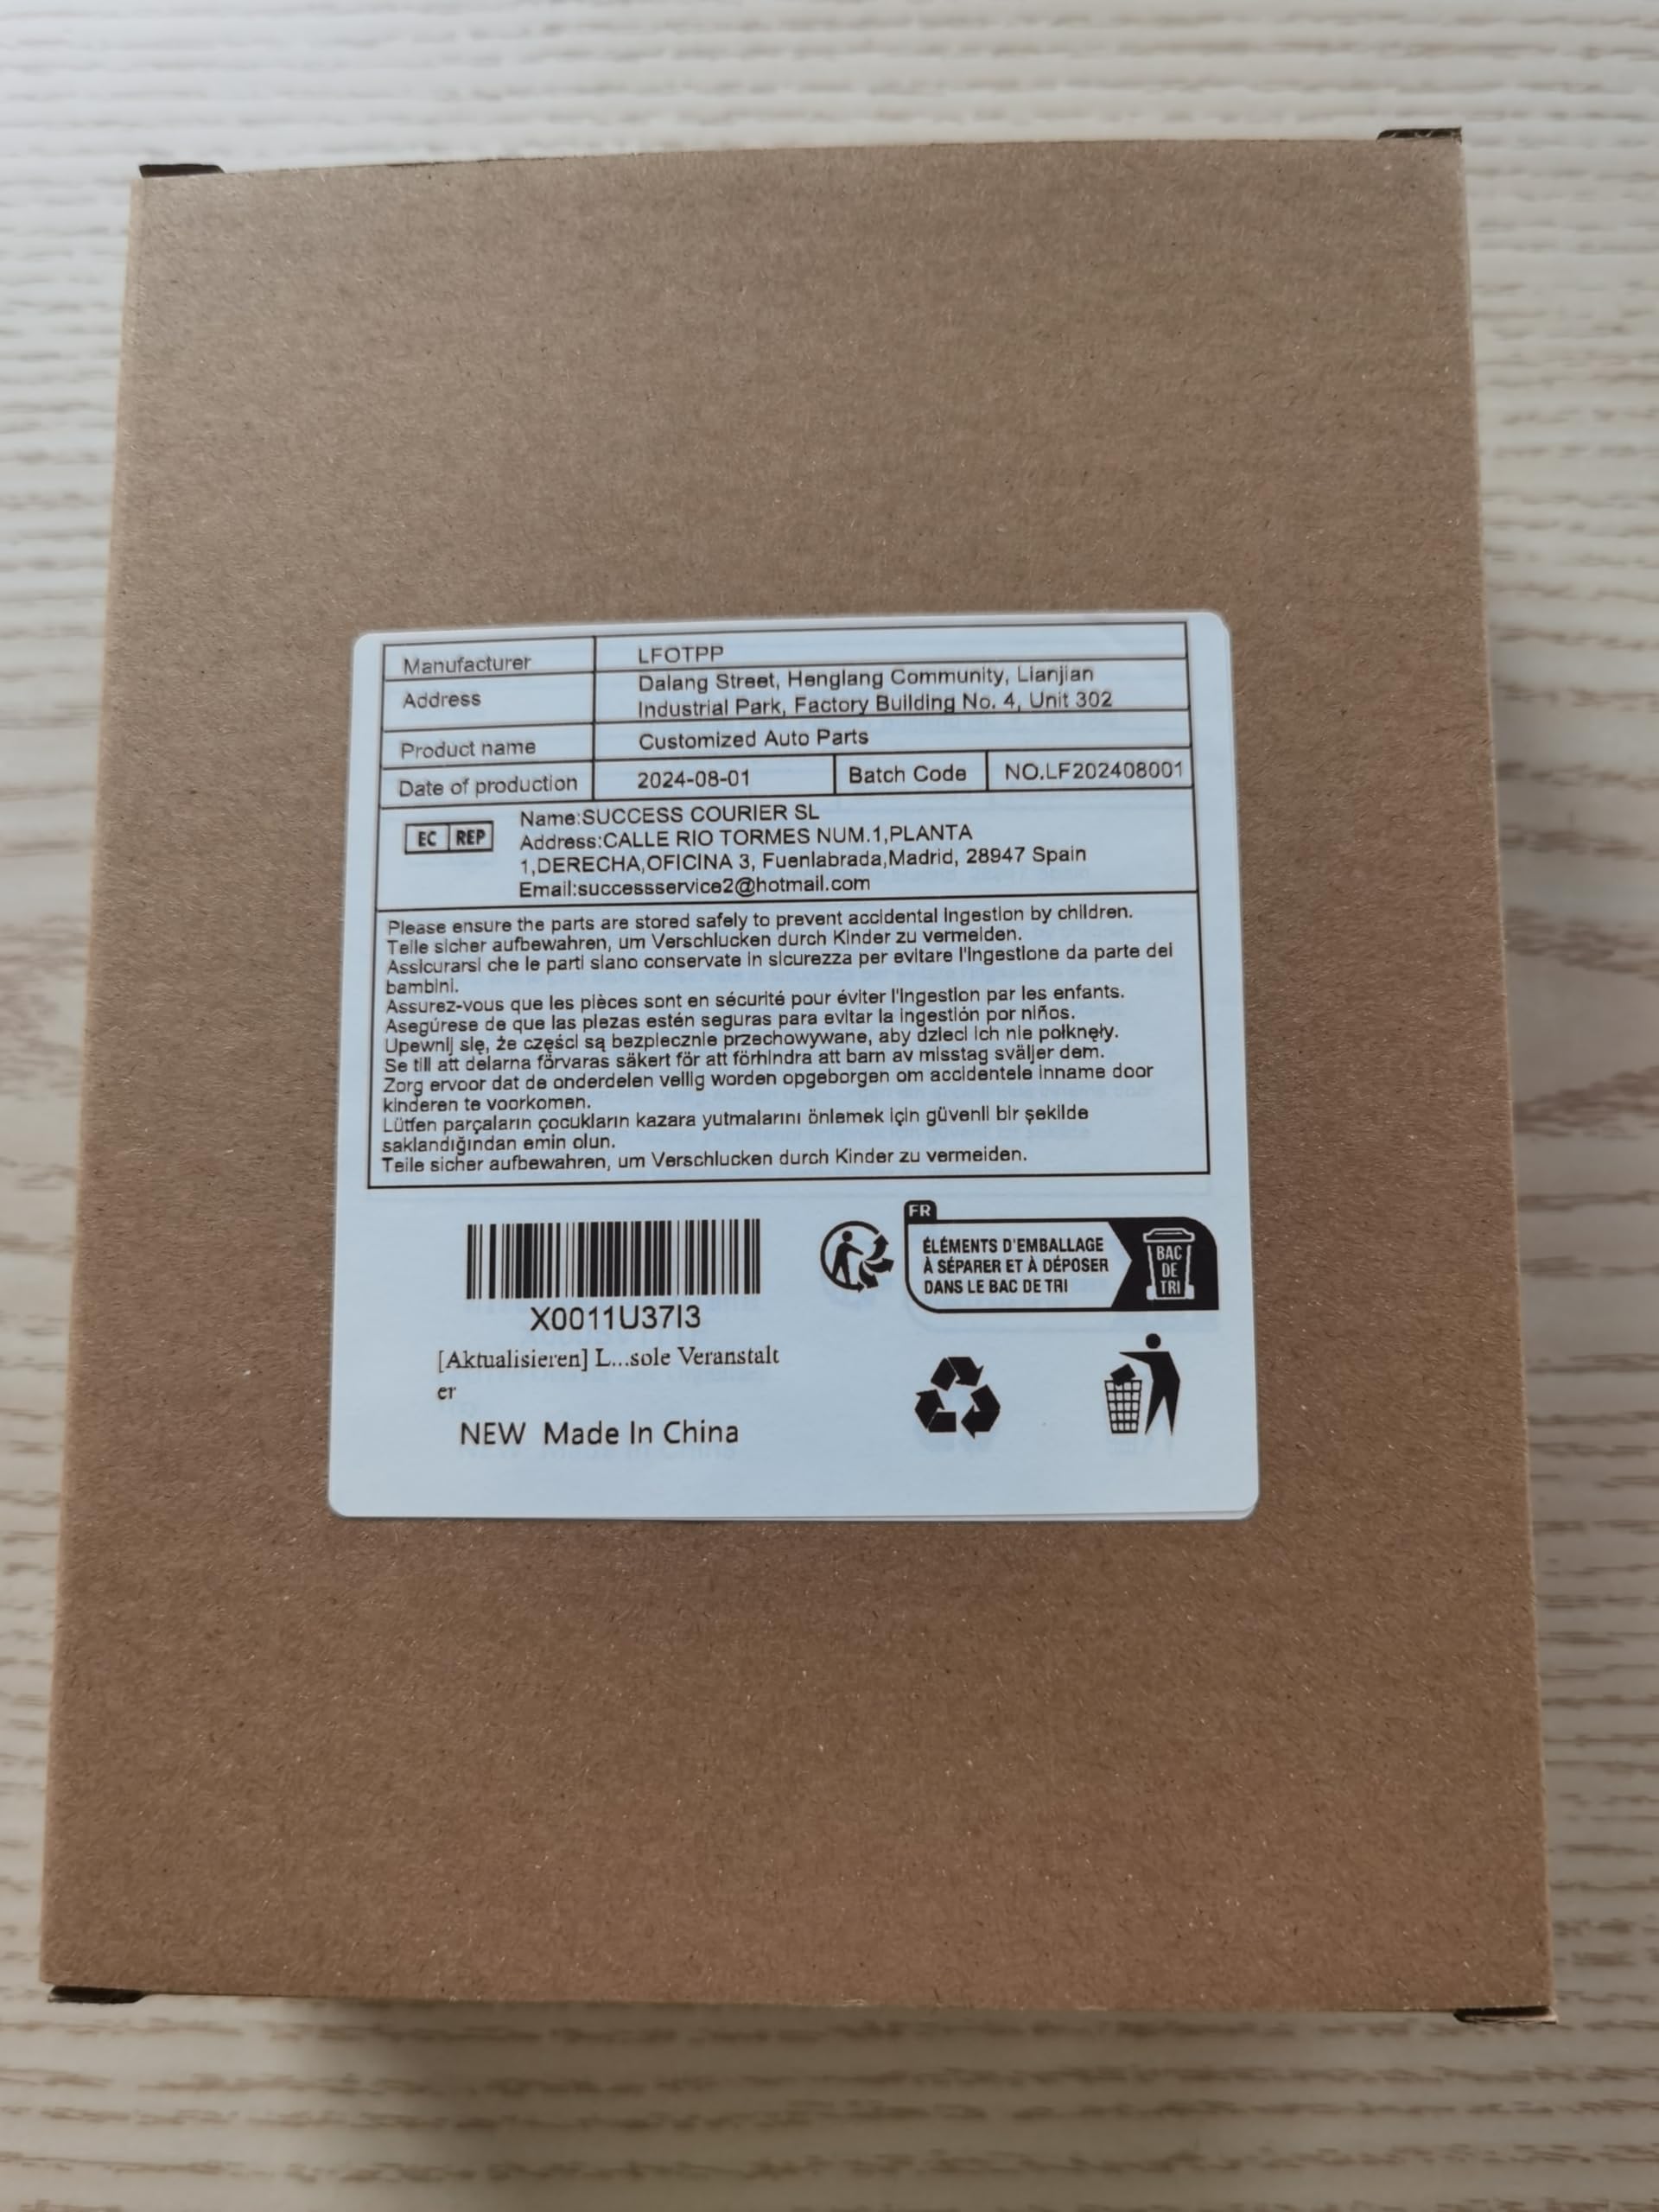 Manufacturer LFOTPP
Address Dalang Street, Henglang Community, Lianjian
Industrial Park, Factory Building No. 4, Unit 302
Product name Customized Auto Parts
Date of production 2024-08-01 Batch Code NO.LF202408001
EC REP
Name:SUCCESS COURIER SL
Address:CALLE RIO TORMES NUM.1,PLANTA
1,DERECHA,OFICINA 3, Fuenlabrada,Madrid, 28947 Spain
Email:successservice2@hotmail.com
Please ensure the parts are stored safely to prevent accidental ingestion by children.
Teile sicher aufbewahren, um Verschlucken durch Kinder zu vermeiden.
Assicurarsi che le parti siano conservate in sicurezza per evitare l'ingestione da parte dei
bambini.
Assurez-vous que les pièces sont en sécurité pour éviter l'ingestion par les enfants.
Asegúrese de que las piezas estén seguras para evitar la ingestión por niños.
Upewnij się, że części są bezpiecznie przechowywane, aby dzieci ich nie połknęły.
Se till att delarna förvaras säkert för att förhindra att barn av misstag sväljer dem.
Zorg ervoor dat de onderdelen veilig worden opgeborgen om accidentele inname door
kinderen te voorkomen.
Lütfen parçaların çocukların kazara yutmalarını önlemek için güvenli bir şekilde
saklandığından emin olun.
Teile sicher aufbewahren, um Verschlucken durch Kinder zu vermeiden.
X0011U37I3
[Aktualisieren] L...sole Veranstalt
er
NEW Made In China
FR
ÉLÉMENTS D'EMBALLAGE
À SÉPARER ET À DÉPOSER
DANS LE BAC DE TRI
BAC
DE
TRI